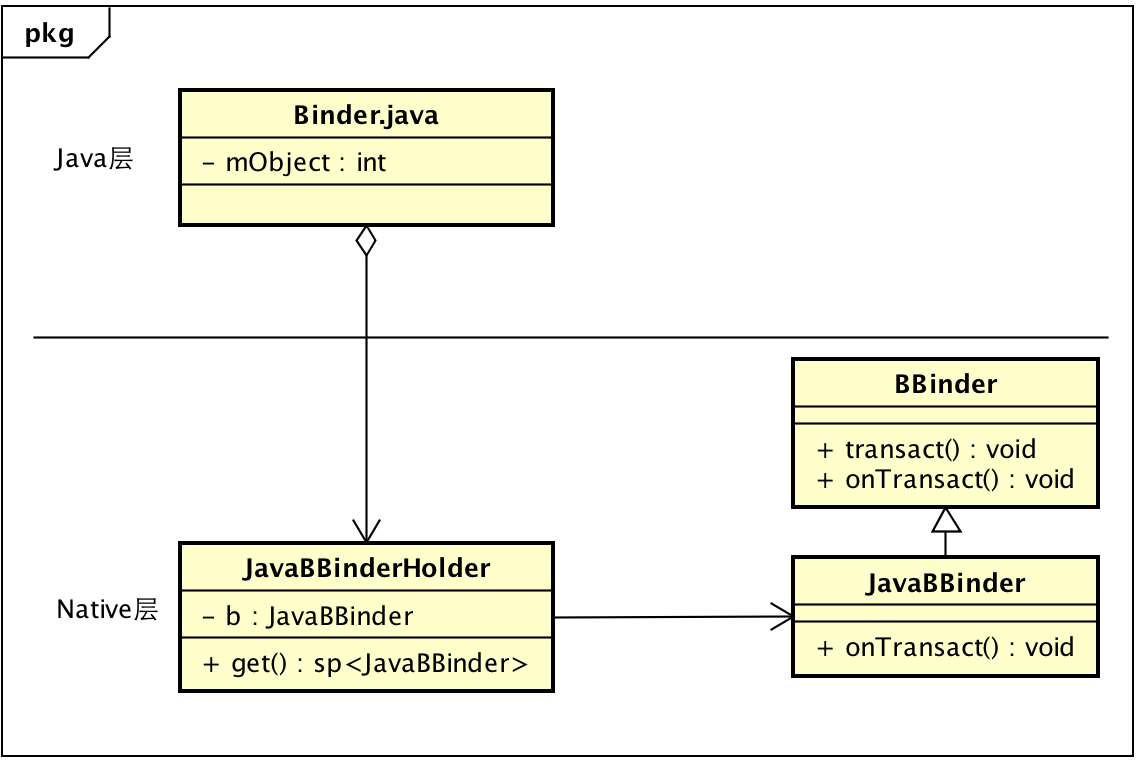 pkg
Binder.java
Java层
- mObject : int
BBinder
+ transact() : void
+ onTransact() : void
JavaBBinderHolder
JavaBBinder
Native层
- b : JavaBBinder
+ onTransact() : void
+ get() : sp<JavaBBinder>